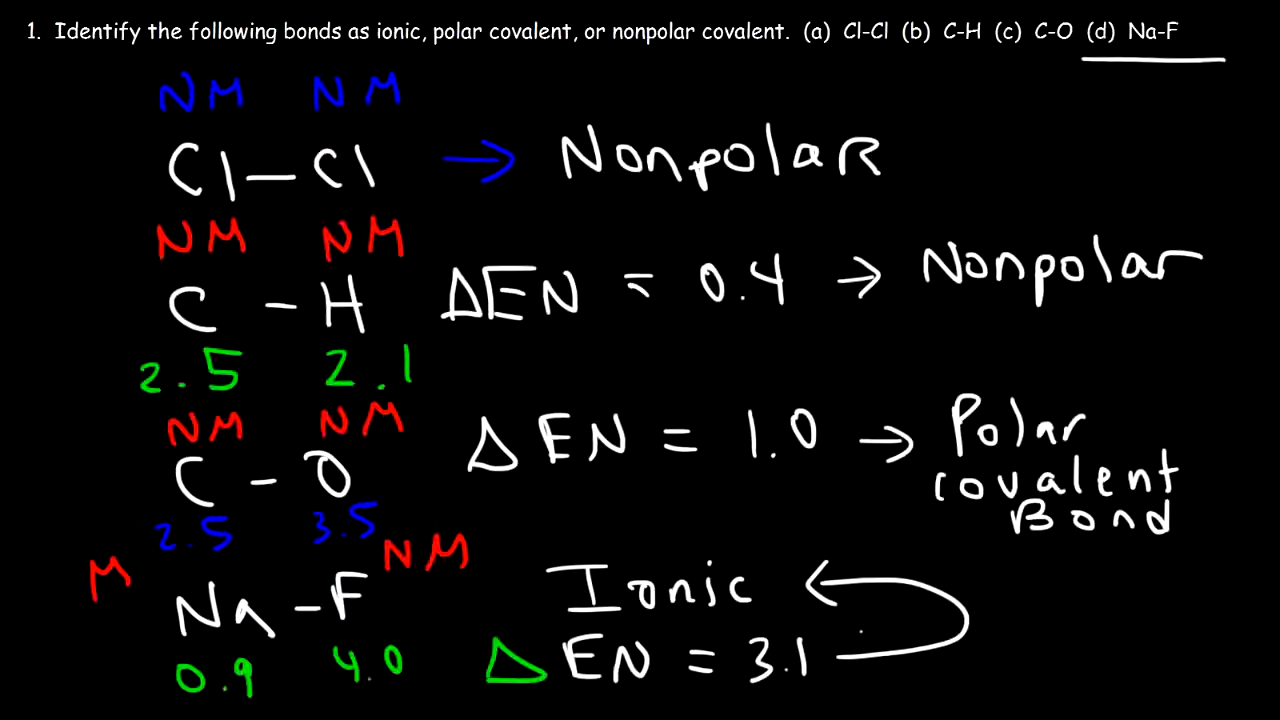 1. Identify the following bonds as ionic, polar covalent, or nonpolar covalent. (a) Cl-Cl (b) C-H (c) C-O (d) Na-F
NM NM
Cl — Cl → Nonpolar
NM NM
C - H ΔEN = 0.4 → Nonpolar
2.5 2.1
NM NM
C - O ΔEN = 1.0 → Polar
covalent
Bond
2.5 3.5
M NM
Na - F Ionic
0.9 4.0 ΔEN = 3.1